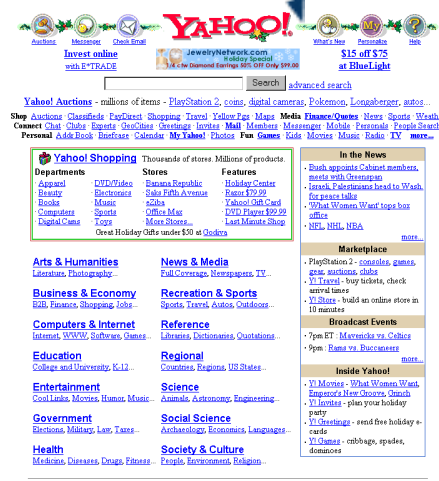 YAHOO!
Auctions Messenger Check Email What's New Personalize Help
Invest online
with E*TRADE
JewelryNetwork.com
Holiday Special
1/4 ctw Diamond Earrings 50% Off Only $99.00
$15 off $75
at BlueLight
Search advanced search
Yahoo! Auctions - millions of items - PlayStation 2, coins, digital cameras, Pokemon, Longaberger, autos...
Shop Auctions · Classifieds · PayDirect · Shopping · Travel · Yellow Pgs · Maps Media Finance/Quotes · News · Sports · Weath
Connect Chat · Clubs · Experts · GeoCities · Greetings · Invites · Mail · Members · Messenger · Mobile · Personals · People Searc
Personal Addr Book · Briefcase · Calendar · My Yahoo! · Photos Fun Games · Kids · Movies · Music · Radio · TV more...
Yahoo! Shopping Thousands of stores. Millions of products.
Departments Stores Features
· Apparel · DVD/Video · Banana Republic · Holiday Center
· Beauty · Electronics · Saks Fifth Avenue · Razor $79.99
· Books · Music · eZiba · Yahoo! Gift Card
· Computers · Sports · Office Max · DVD Player $99.99
· Digital Cams · Toys · More Stores... · Last Minute Shop
Great Holiday Gifts under $50 at Godiva
Arts & Humanities
Literature, Photography...
News & Media
Full Coverage, Newspapers, TV...
Business & Economy
B2B, Finance, Shopping, Jobs...
Recreation & Sports
Sports, Travel, Autos, Outdoors...
Computers & Internet
Internet, WWW, Software, Games...
Reference
Libraries, Dictionaries, Quotations...
Education
College and University, K-12...
Regional
Countries, Regions, US States...
Entertainment
Cool Links, Movies, Humor, Music...
Science
Animals, Astronomy, Engineering...
Government
Elections, Military, Law, Taxes...
Social Science
Archaeology, Economics, Languages...
Health
Medicine, Diseases, Drugs, Fitness...
Society & Culture
People, Environment, Religion...
In the News
· Bush appoints Cabinet members,
meets with Greenspan
· Israeli, Palestinians head to Wash.
for peace talks
· 'What Women Want' tops box
office
· NFL, NHL, NBA
more...
Marketplace
· PlayStation 2 - consoles, games,
gear, auctions, clubs
· Y! Travel - buy tickets, check
arrival times
· Y! Store - build an online store in
10 minutes
Broadcast Events
· 7pm ET : Mavericks vs. Celtics
· 9pm : Rams vs. Buccaneers
more...
Inside Yahoo!
· Y! Movies - What Women Want,
Emperor's New Groove, Grinch
· Y! Invites - plan your holiday
party
· Y! Greetings - send free holiday e-
cards
· Y! Games - cribbage, spades,
dominoes